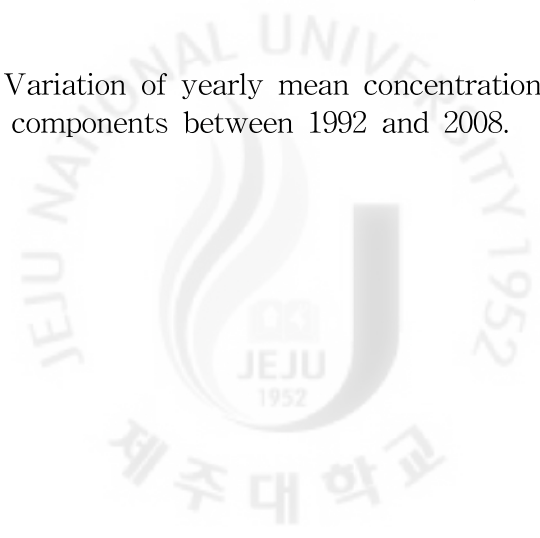 Variation of yearly mean concentration
components between 1992 and 2008.
JEJU NATIONAL UNIVERSITY 1952
JEJU
1952
제주대학교